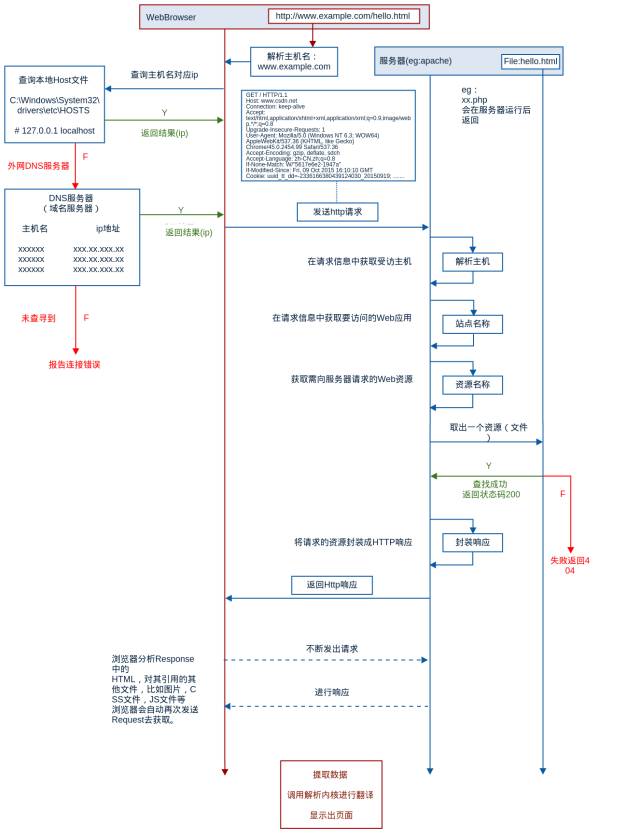 WebBrowser
http://www.example.com/hello.html
解析主机名：
www.example.com
服务器(eg:apache)
File:hello.html
查询本地Host文件
C:\Windows\System32\
drivers\etc\HOSTS
# 127.0.0.1 localhost
查询主机名对应ip
Y
返回结果(ip)
GET / HTTP/1.1
Host: www.csdn.net
Connection: keep-alive
Accept:
text/html,application/xhtml+xml,application/xml;q=0.9,image/web
p,*/*;q=0.8
Upgrade-Insecure-Requests: 1
User-Agent: Mozilla/5.0 (Windows NT 6.3; WOW64)
AppleWebKit/537.36 (KHTML, like Gecko)
Chrome/45.0.2454.99 Safari/537.36
Accept-Encoding: gzip, deflate, sdch
Accept-Language: zh-CN,zh;q=0.8
If-None-Match: W/"5617e6e2-1947a"
If-Modified-Since: Fri, 09 Oct 2015 16:10:10 GMT
eg：
xx.php
会在服务器运行后
返回
外网DNS服务器
F
DNS服务器
（域名服务器）
主机名 ip地址
xxxxxx xxx.xx.xxx.xx
xxxxxx xxx.xx.xxx.xx
xxxxxx xxx.xx.xxx.xx
Y
返回结果(ip)
发送http请求
在请求信息中获取受访主机
解析主机
未查寻到
F
报告连接错误
在请求信息中获取要访问的Web应用
站点名称
获取需向服务器请求的Web资源
资源名称
取出一个资源（文件
）
Y
查找成功
返回状态码200
F
失败返回4
04
将请求的资源封装成HTTP响应
封装响应
返回Http响应
不断发出请求
浏览器分析Response
中的
HTML，对其引用的其
他文件，比如图片，C
SS文件，JS文件等
浏览器会自动再次发送
Request去获取。
进行响应
提取数据
调用解析内核进行翻译
显示出页面